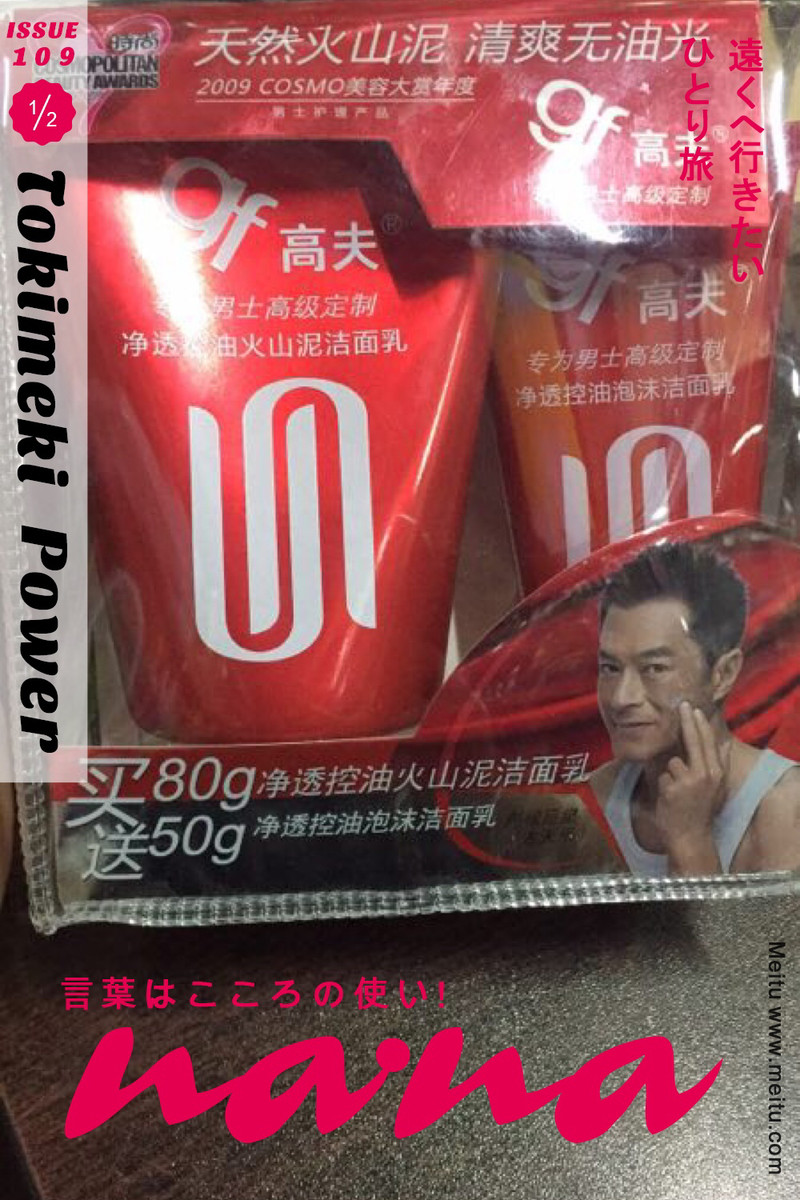 ISSUE
109
1/2
Tokimeki Power
時尚
COSMOPOLITAN
BEAUTY AWARDS
天然火山泥 清爽无油光
2009 COSMO美容大赏年度
男士护理产品
遠くへ行きたい
ひとり旅
gf 高夫®
男士高级定制
gf 高夫®
专为男士高级定制
净透控油火山泥洁面乳
gf 高夫
专为男士高级定制
净透控油泡沫洁面乳
买80g净透控油火山泥洁面乳
送50g净透控油泡沫洁面乳
言葉はこころの使い!
nana
Meitu www.meitu.com